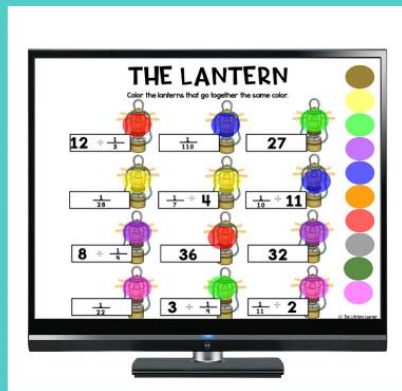 THE LANTERN
Color the lanterns that go together the same color.
12 ÷ 1/3
1/110
27
1/28
1/7 ÷ 4
1/10 ÷ 11
8 ÷ 1/4
36
32
1/22
3 ÷ 1/9
1/11 ÷ 2